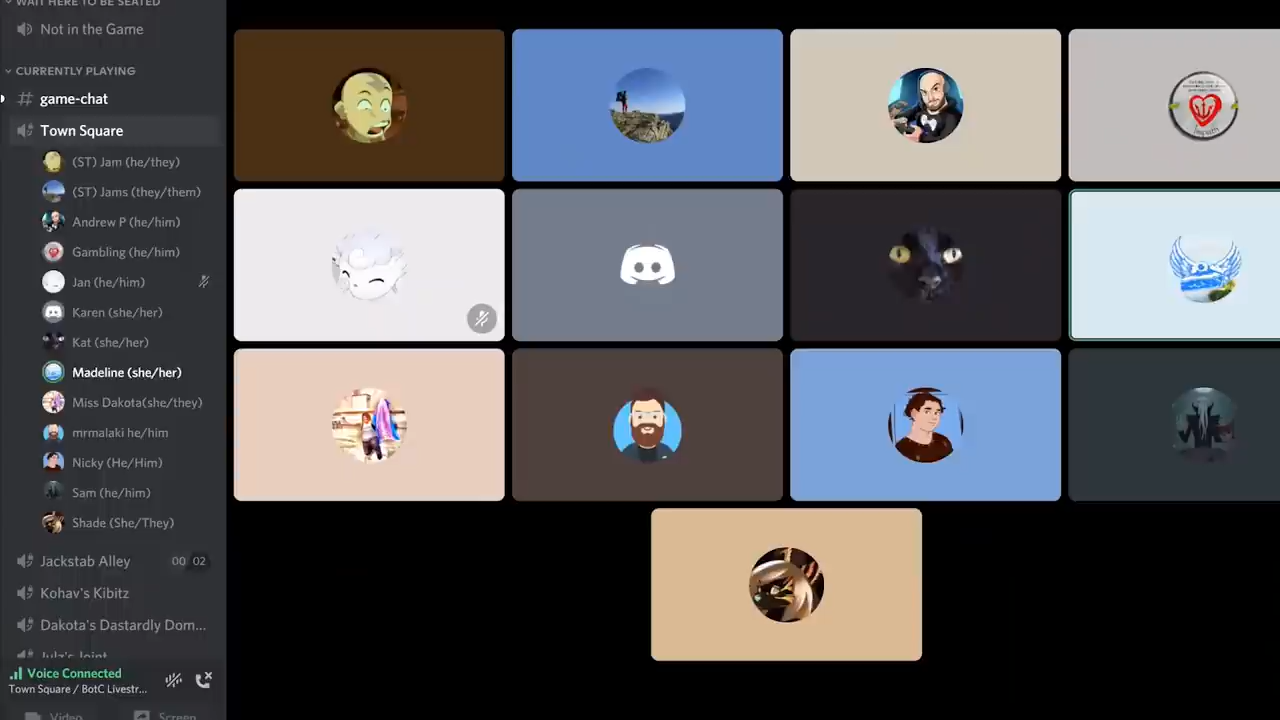 WAIT HERE TO BE SEATED
Not in the Game
CURRENTLY PLAYING
game-chat
Town Square
(ST) Jam (he/they)
(ST) Jams (they/them)
Andrew P (he/him)
Gambling (he/him)
Jan (he/him)
Karen (she/her)
Kat (she/her)
Madeline (she/her)
Miss Dakota(she/they)
mrmalaki he/him
Nicky (He/Him)
Sam (he/him)
Shade (She/They)
Jackstab Alley 00 02
Kohav's Kibitz
Dakota's Dastardly Dom...
Julz's Joint
Voice Connected
Town Square / BotC Livestr...
Video Screen